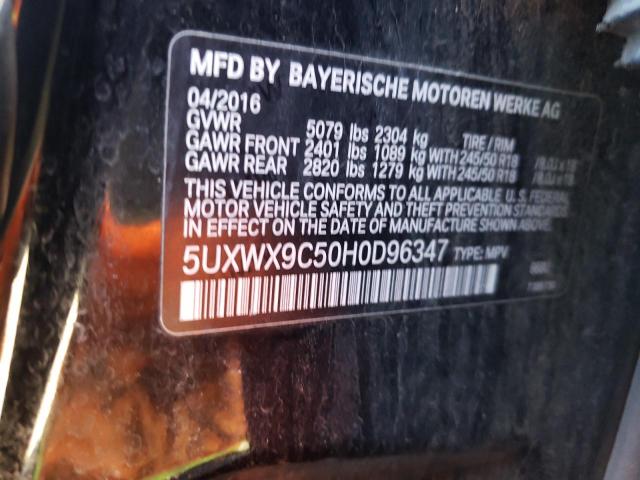 MFD BY BAYERISCHE MOTOREN WERKE AG
04/2016
GVWR 5079 lbs 2304 kg TIRE / RIM
GAWR FRONT 2401 lbs 1089 kg WITH 245/50 R18
GAWR REAR 2820 lbs 1279 kg WITH 245/50 R18
THIS VEHICLE CONFORMS TO ALL APPLICABLE U.S. FEDERAL
MOTOR VEHICLE SAFETY AND THEFT PREVENTION STANDARDS
IN EFFECT ON THE DATE OF MANUFACTURE SHOWN ABOVE.
5UXWX9C50H0D96347 TYPE: MPV